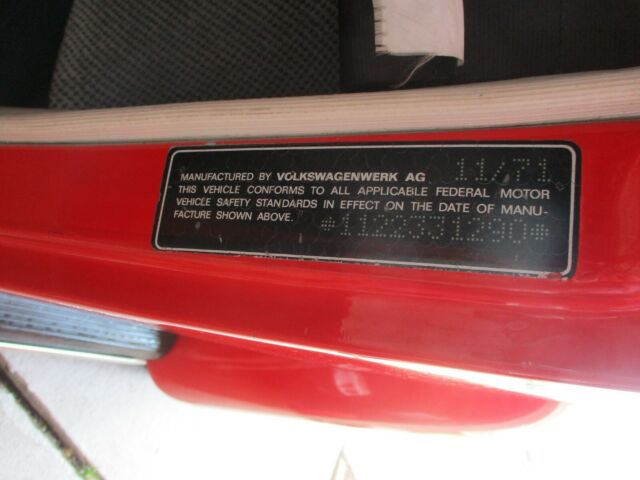 MANUFACTURED BY VOLKSWAGENWERK AG 11/71
THIS VEHICLE CONFORMS TO ALL APPLICABLE FEDERAL MOTOR
VEHICLE SAFETY STANDARDS IN EFFECT ON THE DATE OF MANU-
FACTURE SHOWN ABOVE. *1122331290*